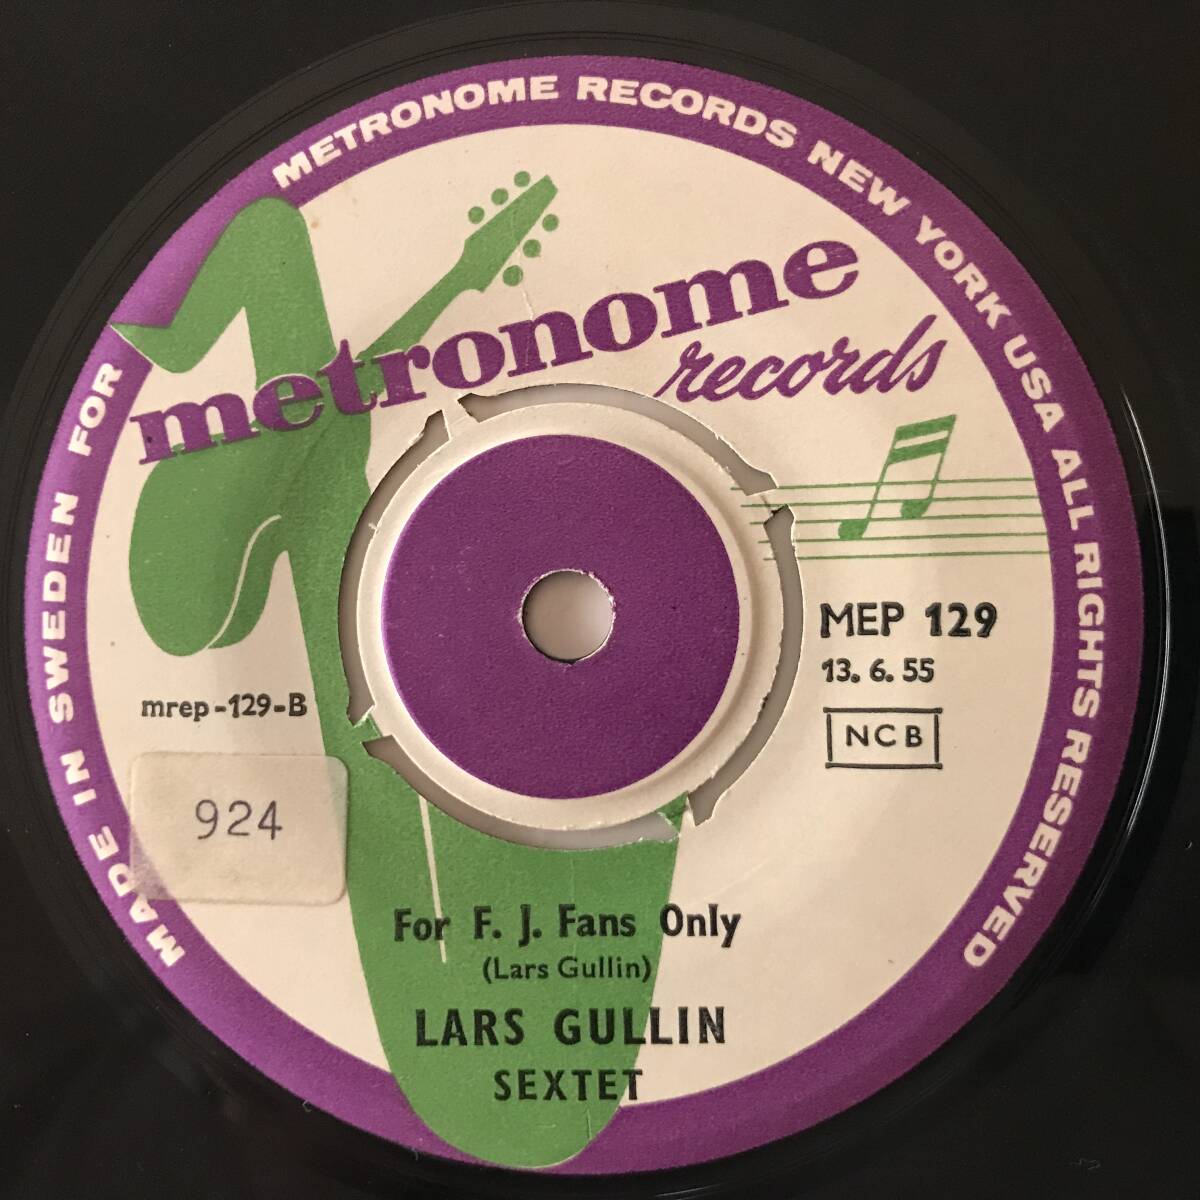 MADE IN SWEDEN FOR METRONOME RECORDS NEW YORK USA ALL RIGHTS RESERVED
metronome
records
MEP 129
13. 6. 55
NCB
mrep-129-B
924
For F. J. Fans Only
(Lars Gullin)
LARS GULLIN
SEXTET